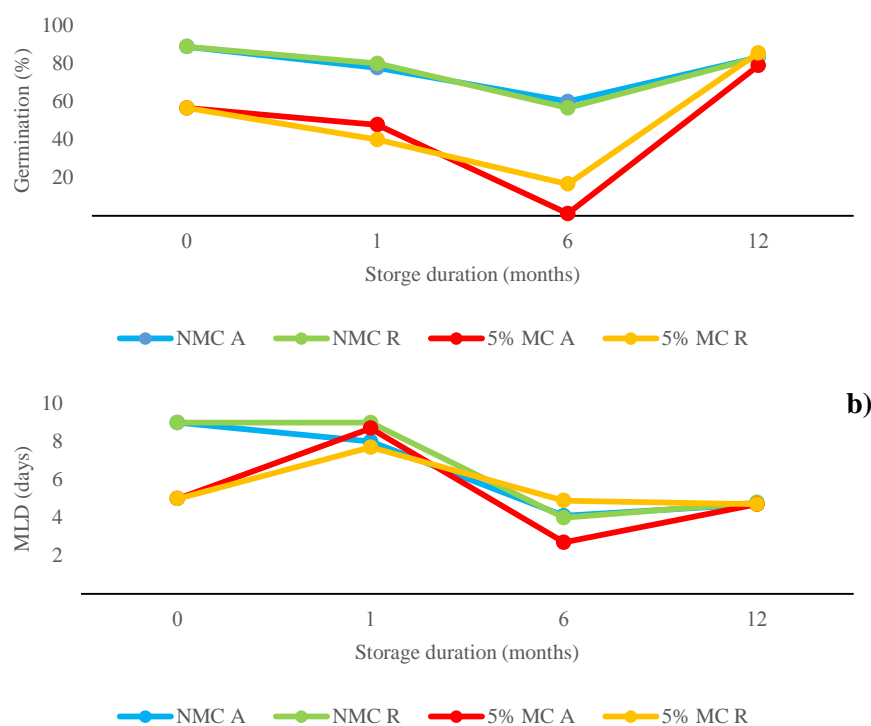 100
80
60
40
20
Germination (%)
0 1 6 12
Storge duration (months)
NMC A NMC R 5% MC A 5% MC R
b)
10
8
6
4
2
MLD (days)
0 1 6 12
Storage duration (months)
NMC A NMC R 5% MC A 5% MC R